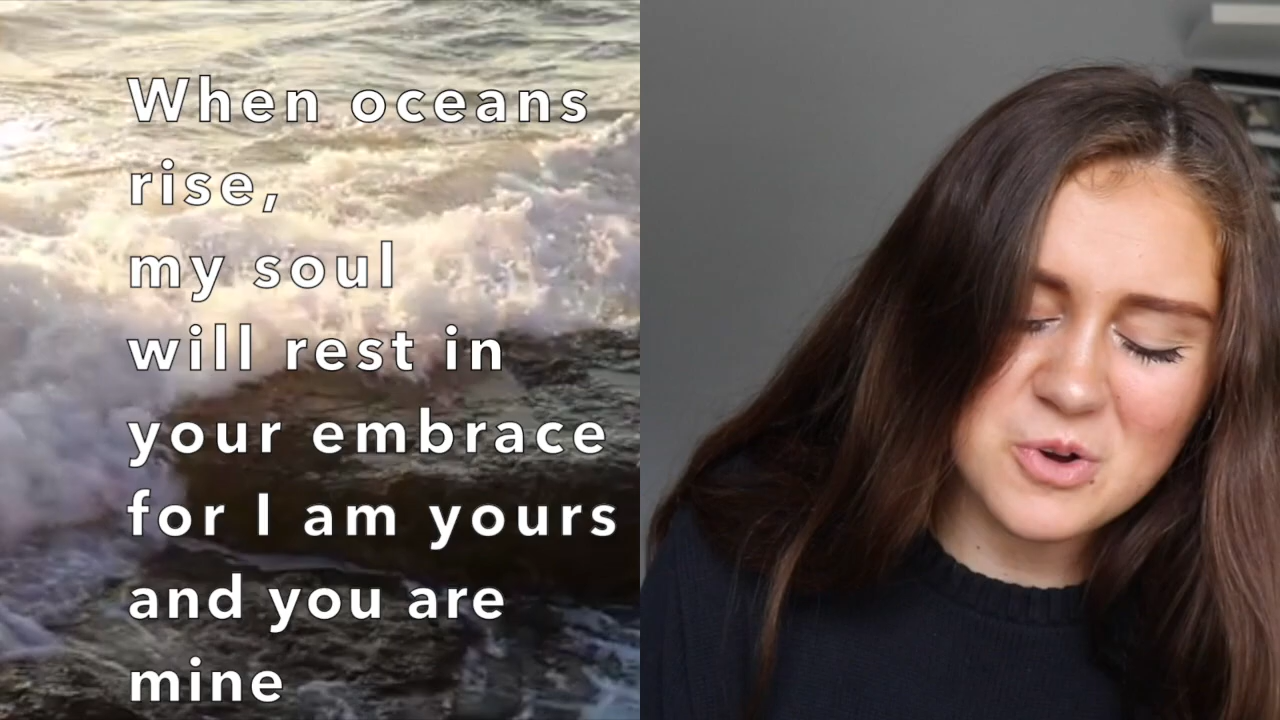 When oceans
rise,
my soul
will rest in
your embrace
for I am yours
and you are
mine